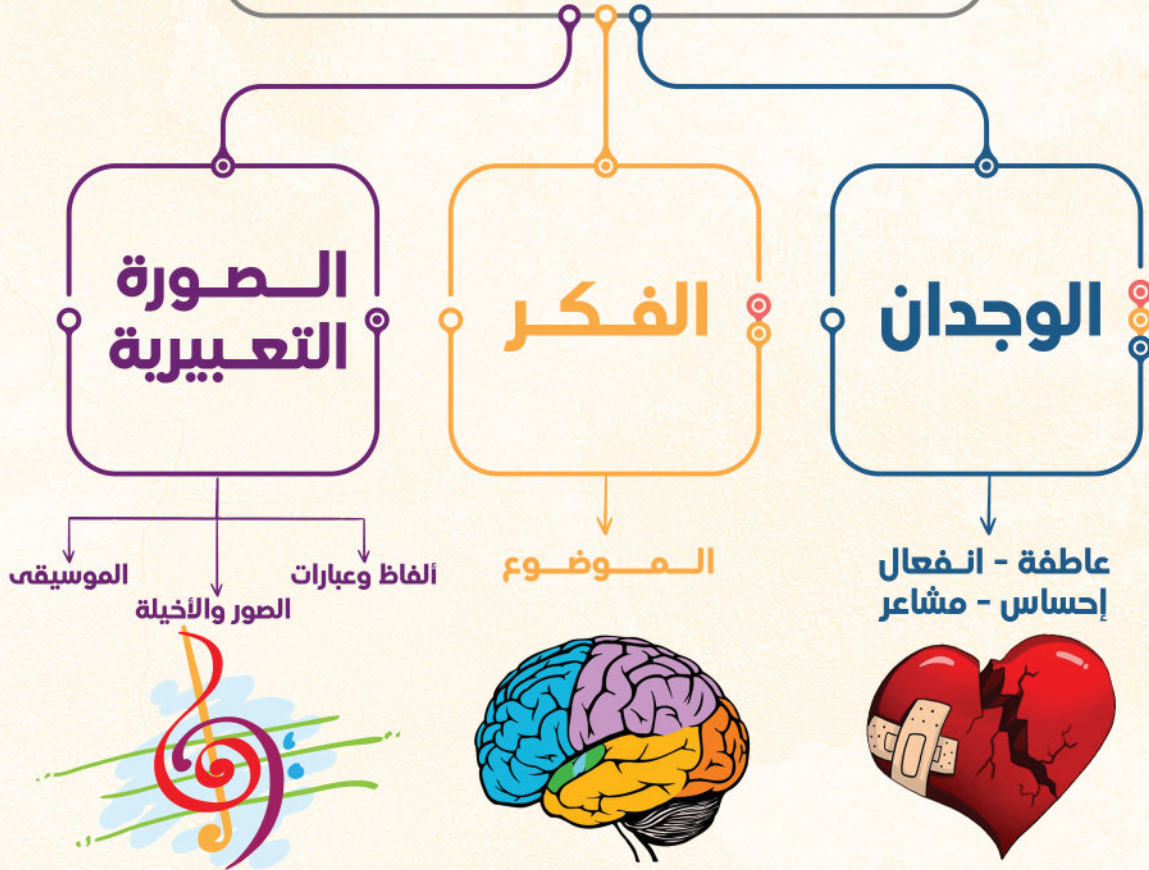 الوجدان
الفكر
الصورة
التعبيرية
عاطفة - انفعال
إحساس - مشاعر
الموضوع
ألفاظ وعبارات
الصور والأخيلة
الموسيقى